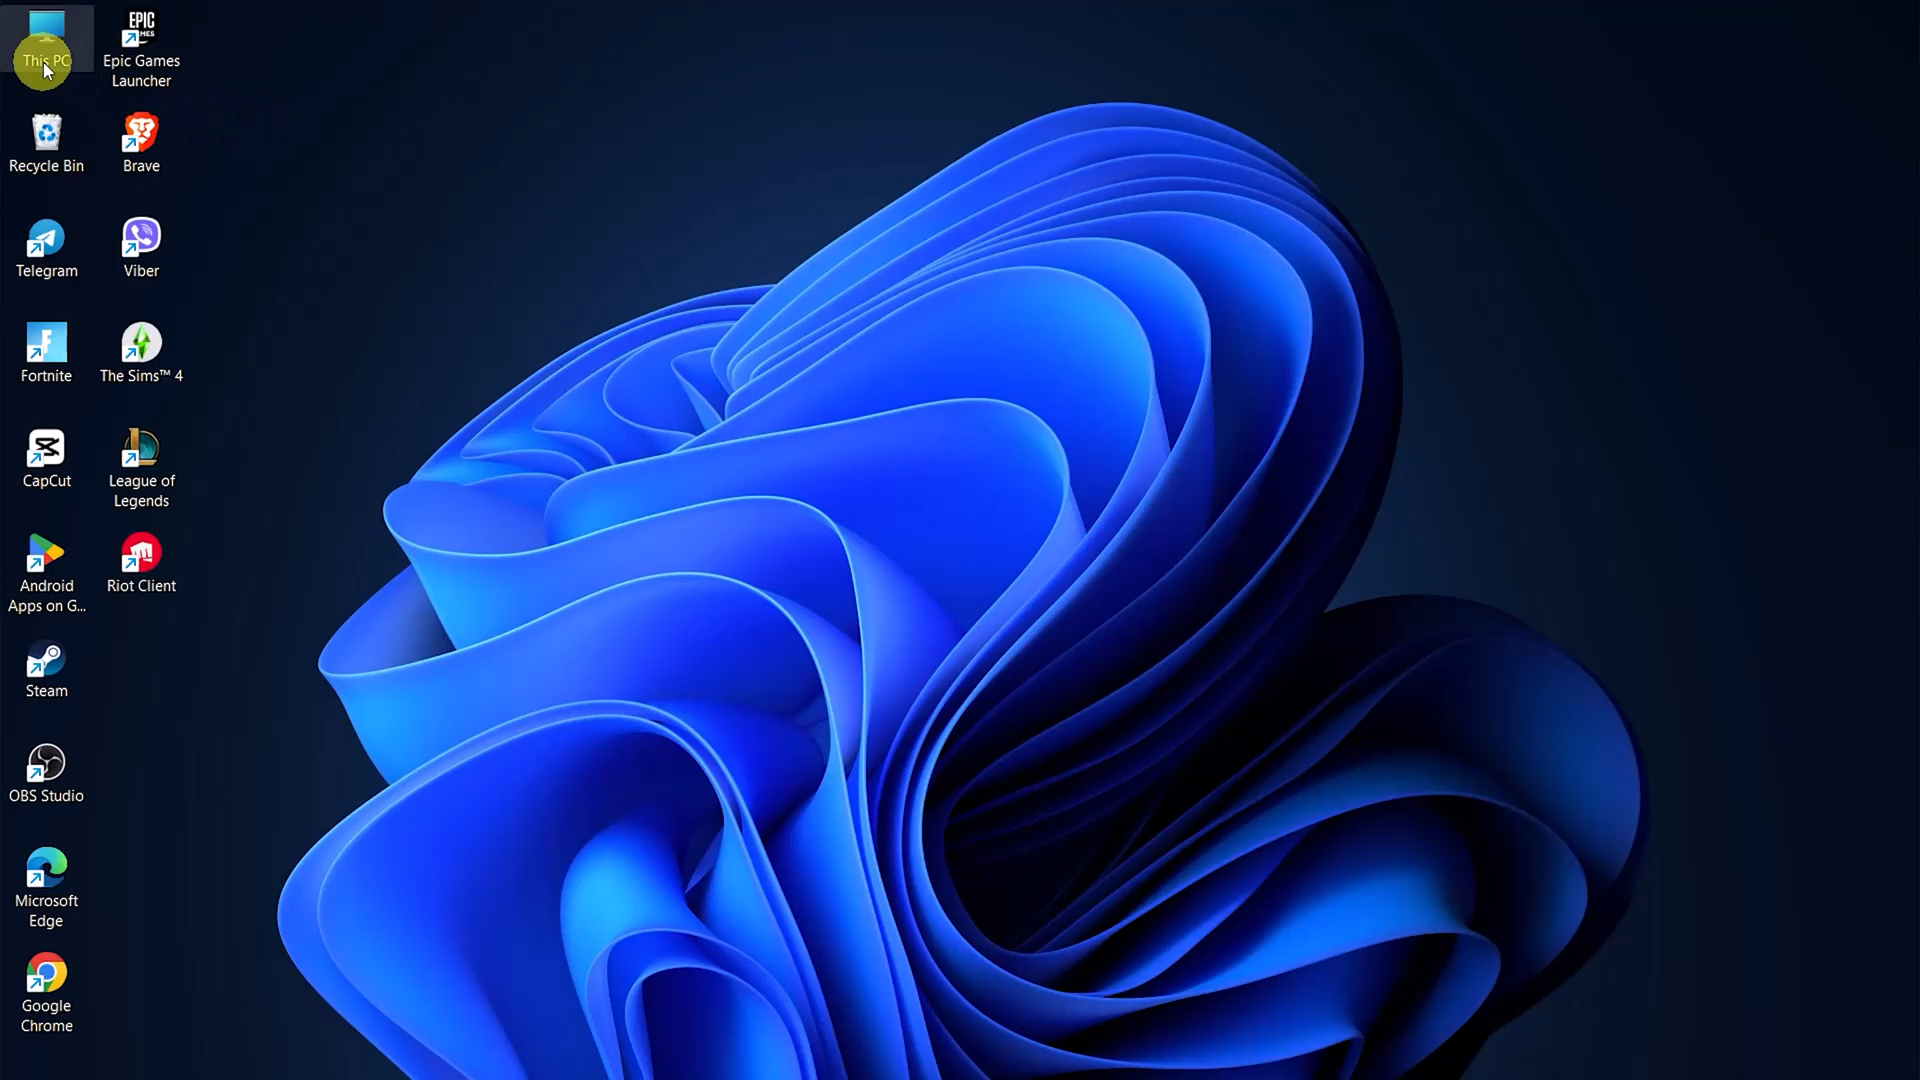 This PC
EPIC
GAMES
Epic Games
Launcher
Recycle Bin
Brave
Telegram
Viber
Fortnite
The Sims™ 4
CapCut
League of
Legends
Android
Apps on G...
Riot Client
Steam
OBS Studio
Microsoft
Edge
Google
Chrome